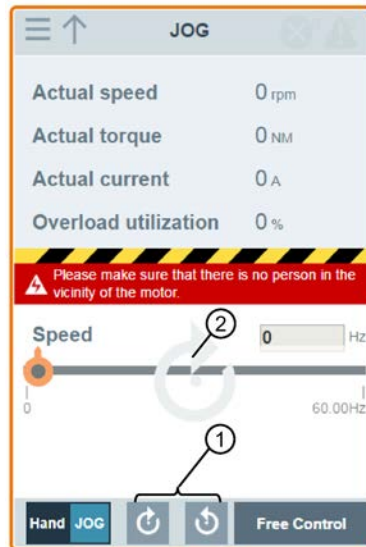 JOG
Actual speed 0 rpm
Actual torque 0 NM
Actual current 0 A
Overload utilization 0 %
Please make sure that there is no person in the
vicinity of the motor.
2
Speed 0 Hz
0 60.00Hz
1
Hand JOG Free Control